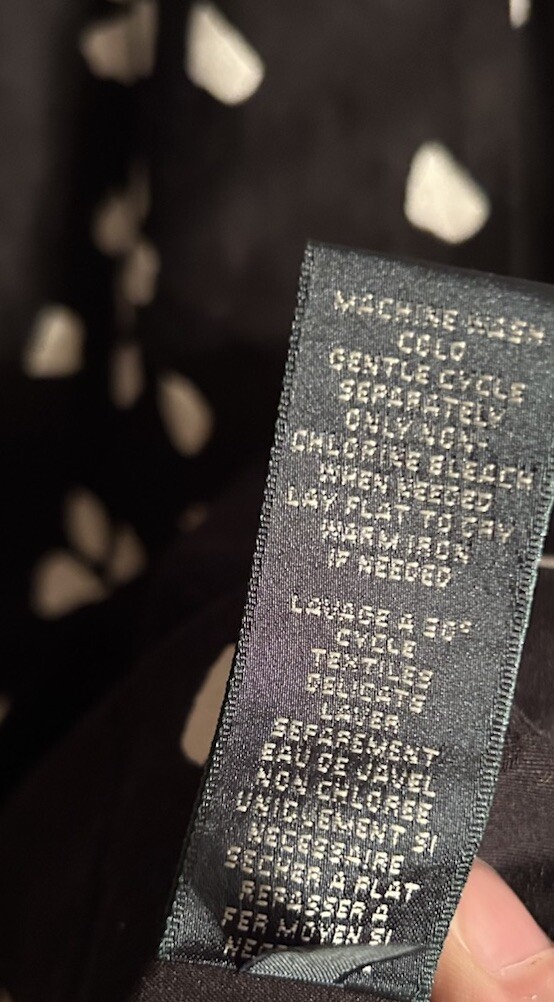 MACHINE WASH
COLD
GENTLE CYCLE
SEPARATELY
ONLY NON-
CHLORINE BLEACH
WHEN NEEDED
LAY FLAT TO DRY
WARM IRON
IF NEEDED
LAVAGE A 30°
CYCLE
TEXTILES
DELICATS
LAVER
SEPAREMENT
EAU DE JAVEL
NON CHLOREE
UNIQUEMENT SI
NECESSAIRE
SECHER A PLAT
REPASSER A
FER MOYEN SI